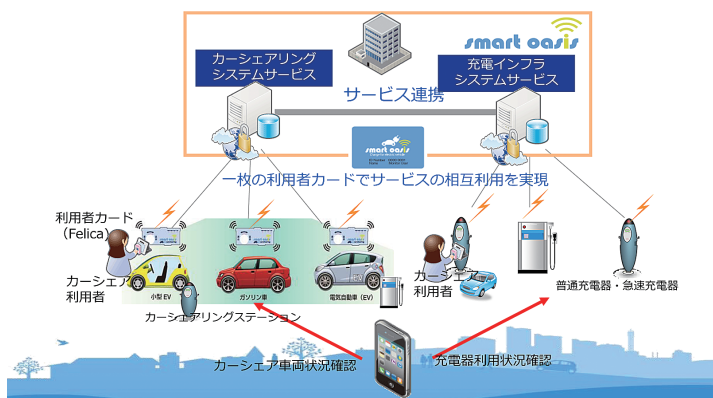 smart oasis
カーシェアリング
システムサービス
充電インフラ
システムサービス
サービス連携
smart oasis
一枚の利用者カードでサービスの相互利用を実現
利用者カード
（Felica）
カーシェア
利用者
小型EV
ガソリン車
電気自動車（EV）
カーシェアリングステーション
カーシェア
利用者
普通充電器・急速充電器
カーシェア車両状況確認
充電器利用状況確認